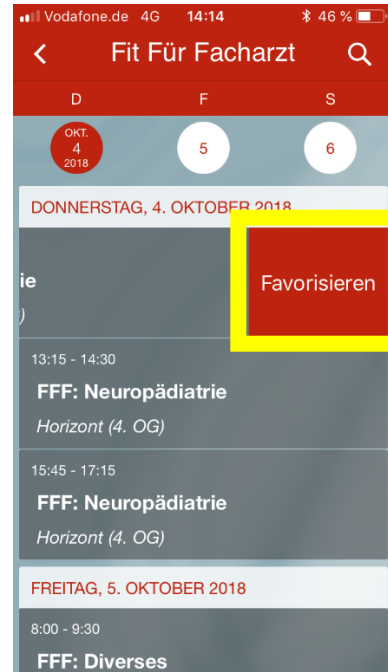 Vodafone.de 4G 14:14 46 %
Fit Für Facharzt
D F S
OKT.
4
2018
5
6
DONNERSTAG, 4. OKTOBER 2018
ie
)
Favorisieren
13:15 - 14:30
FFF: Neuropädiatrie
Horizont (4. OG)
15:45 - 17:15
FFF: Neuropädiatrie
Horizont (4. OG)
FREITAG, 5. OKTOBER 2018
8:00 - 9:30
FFF: Diverses